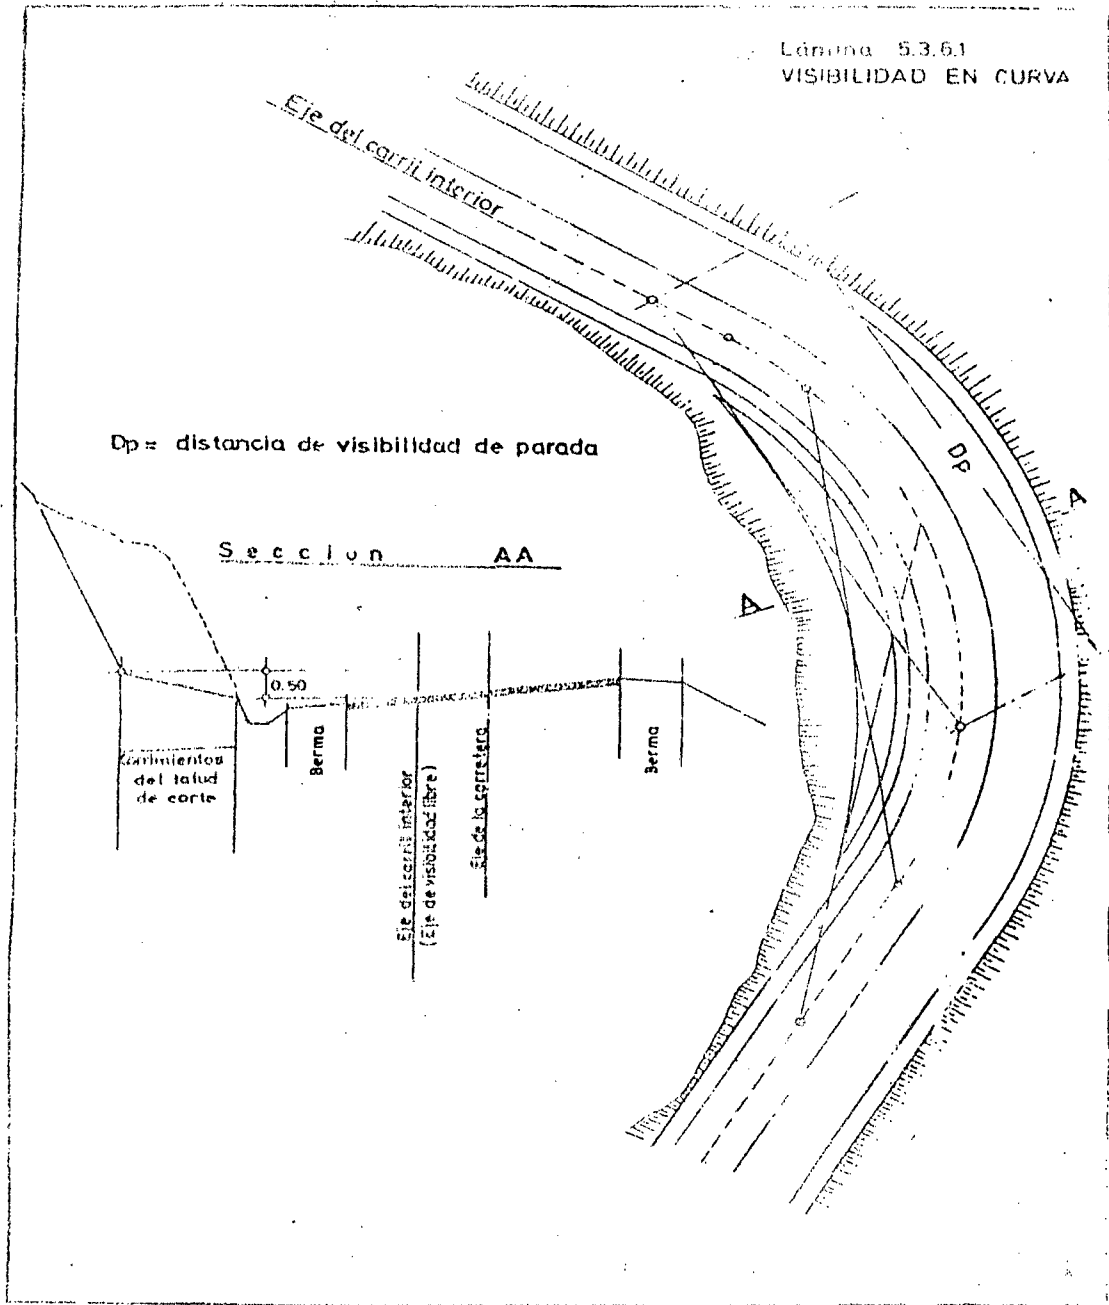 Lámina 5.3.6.1
VISIBILIDAD EN CURVA
Eje del carril interior
Dp = distancia de visibilidad de parada
Dp
A
A
Sección AA
0.50
Berma
Berma
Corrimientos
del talud
de corte
Eje del carril interior
(Eje de visibilidad libre)
Eje de la carretera